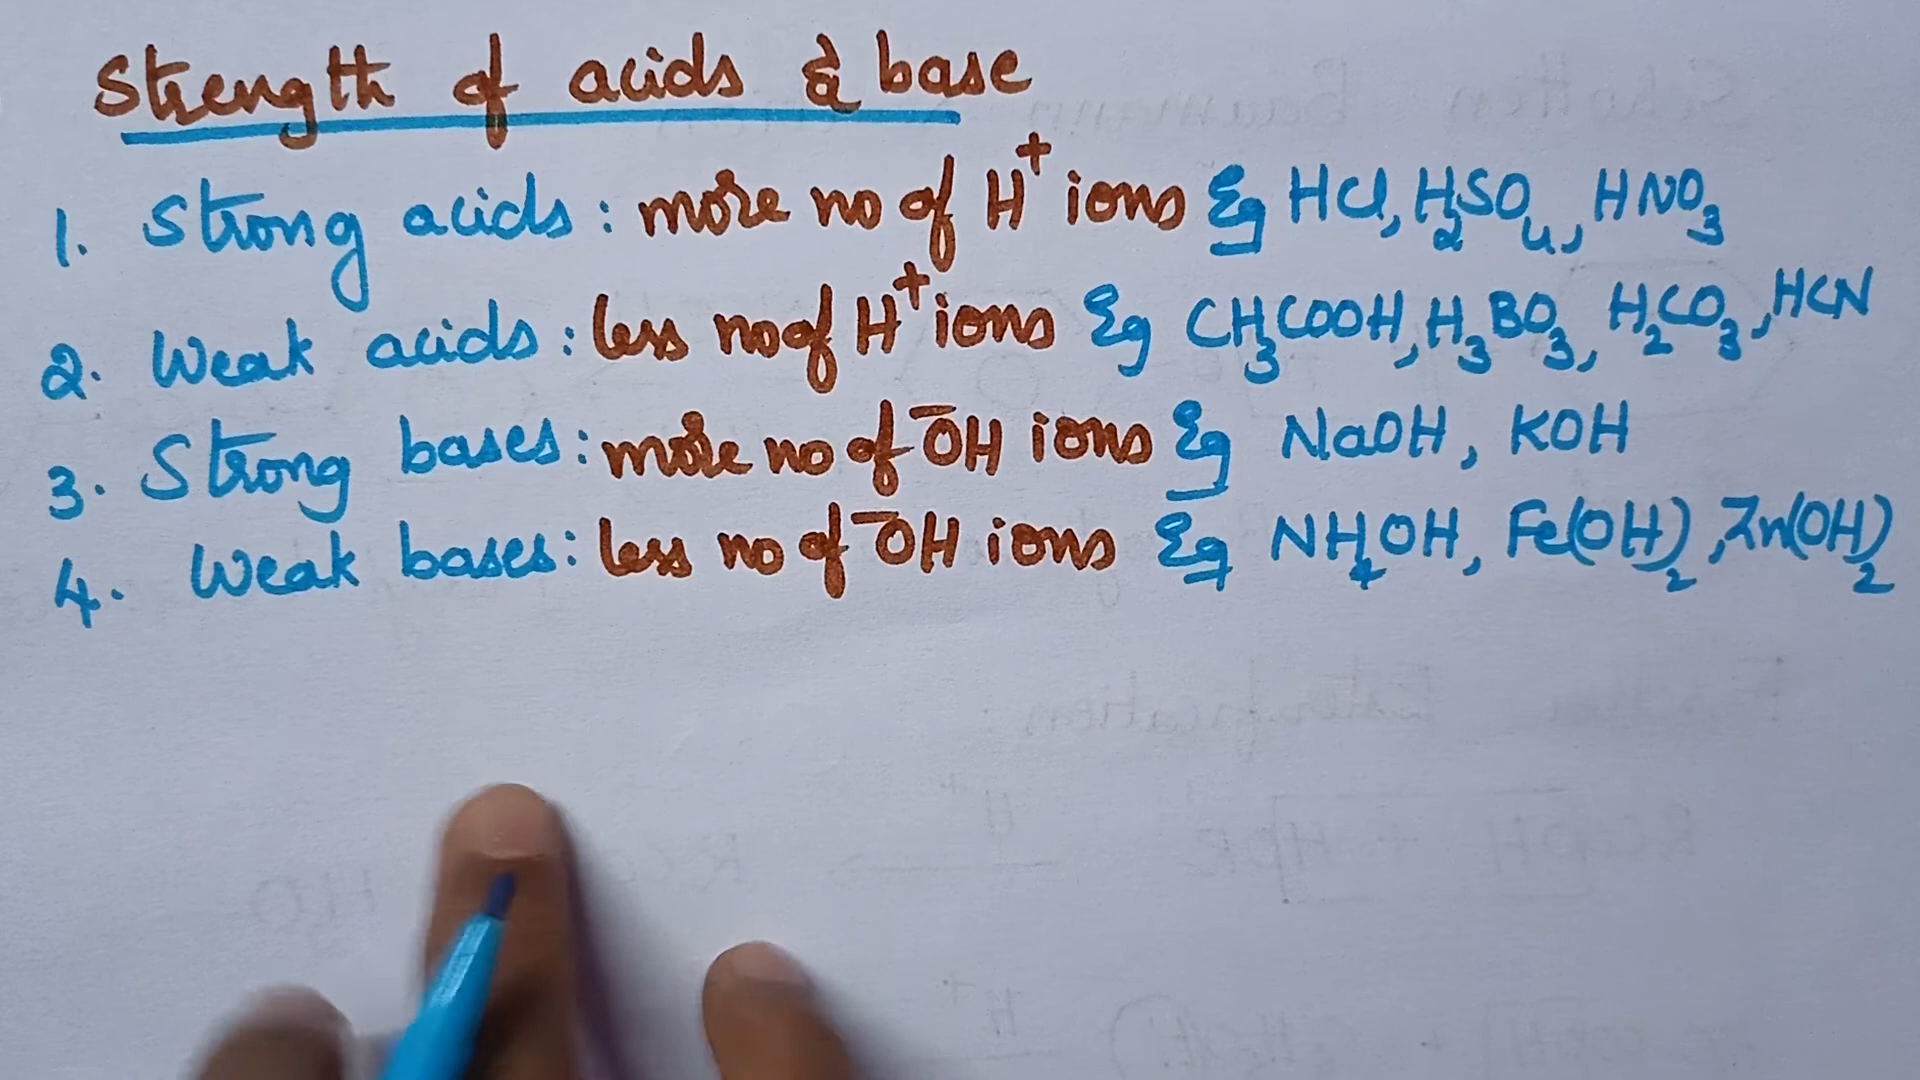 Strength of acids & base
1. Strong acids: more no of H⁺ ions Eg HCl, H₂SO₄, HNO₃
2. Weak acids: less no of H⁺ ions Eg CH₃COOH, H₃BO₃, H₂CO₃, HCN
3. Strong bases: more no of ⁻OH ions Eg NaOH, KOH
4. Weak bases: less no of ⁻OH ions Eg NH₄OH, Fe(OH)₂, Zn(OH)₂